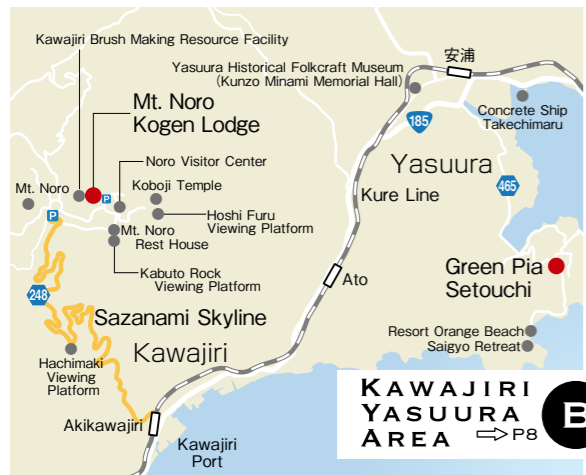 Kawajiri Brush Making Resource Facility
Yasuura Historical Folkcraft Museum
(Kunzo Minami Memorial Hall)
安浦
Mt. Noro
Kogen Lodge
185
Concrete Ship
Takechimaru
Noro Visitor Center
Yasuura
465
Mt. Noro
P
Koboji Temple
Kure Line
P
Hoshi Furu
Viewing Platform
Mt. Noro
Rest House
Kabuto Rock
Viewing Platform
Green Pia
Setouchi
Ato
248
Sazanami Skyline
Kawajiri
Resort Orange Beach
Saigyo Retreat
Hachimaki
Viewing
Platform
Akikawajiri
Kawajiri
Port
KAWAJIRI
YASUURA
AREA ⇨P8
B